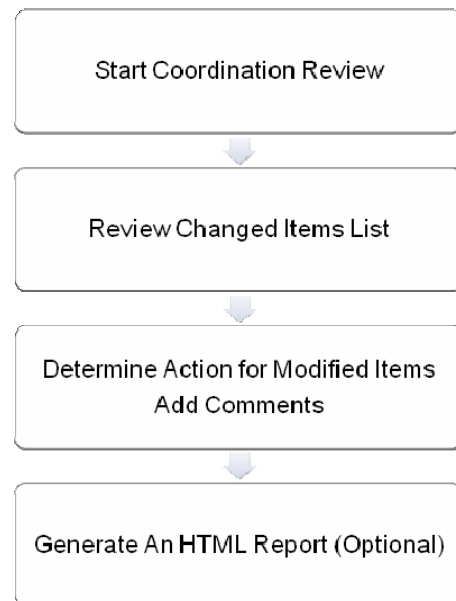 Start Coordination Review
Review Changed Items List
Determine Action for Modified Items
Add Comments
Generate An HTML Report (Optional)